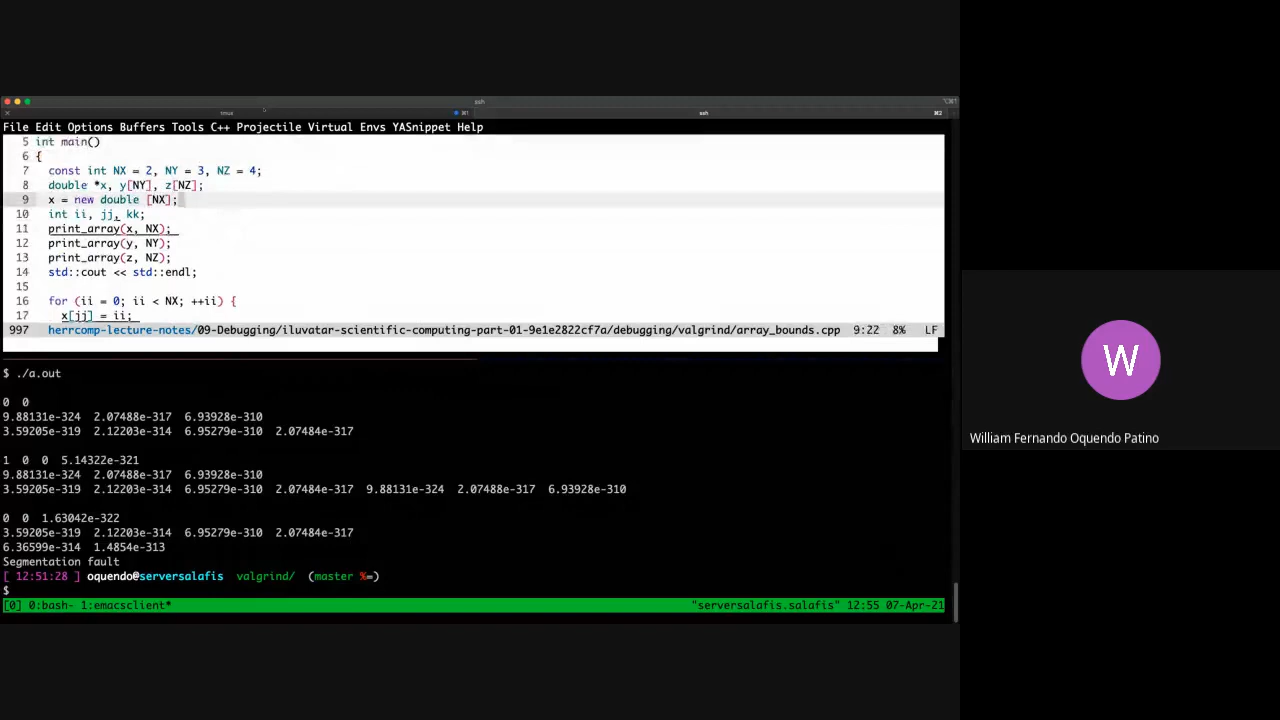 ssh
tmux ⌘1 ssh ⌘2
File Edit Options Buffers Tools C++ Projectile Virtual Envs YASnippet Help
5 int main()
6 {
7 const int NX = 2, NY = 3, NZ = 4;
8 double *x, y[NY], z[NZ];
9 x = new double [NX];
10 int ii, jj, kk;
11 print_array(x, NX);
12 print_array(y, NY);
13 print_array(z, NZ);
14 std::cout << std::endl;
15
16 for (ii = 0; ii < NX; ++ii) {
17 x[jj] = ii;
997 herrcomp-lecture-notes/09-Debugging/iluvatar-scientific-computing-part-01-9e1e2822cf7a/debugging/valgrind/array_bounds.cpp 9:22 8% LF
$ ./a.out
0 0
9.88131e-324 2.07488e-317 6.93928e-310
3.59205e-319 2.12203e-314 6.95279e-310 2.07484e-317
1 0 0 5.14322e-321
9.88131e-324 2.07488e-317 6.93928e-310
3.59205e-319 2.12203e-314 6.95279e-310 2.07484e-317 9.88131e-324 2.07488e-317 6.93928e-310
0 0 1.63042e-322
3.59205e-319 2.12203e-314 6.95279e-310 2.07484e-317
6.36599e-314 1.4854e-313
Segmentation fault
[ 12:51:28 ] oquendo@serversalafis valgrind/ (master %=)
$
[0] 0:bash- 1:emacsclient* "serversalafis.salafis" 12:55 07-Apr-21
W
William Fernando Oquendo Patino